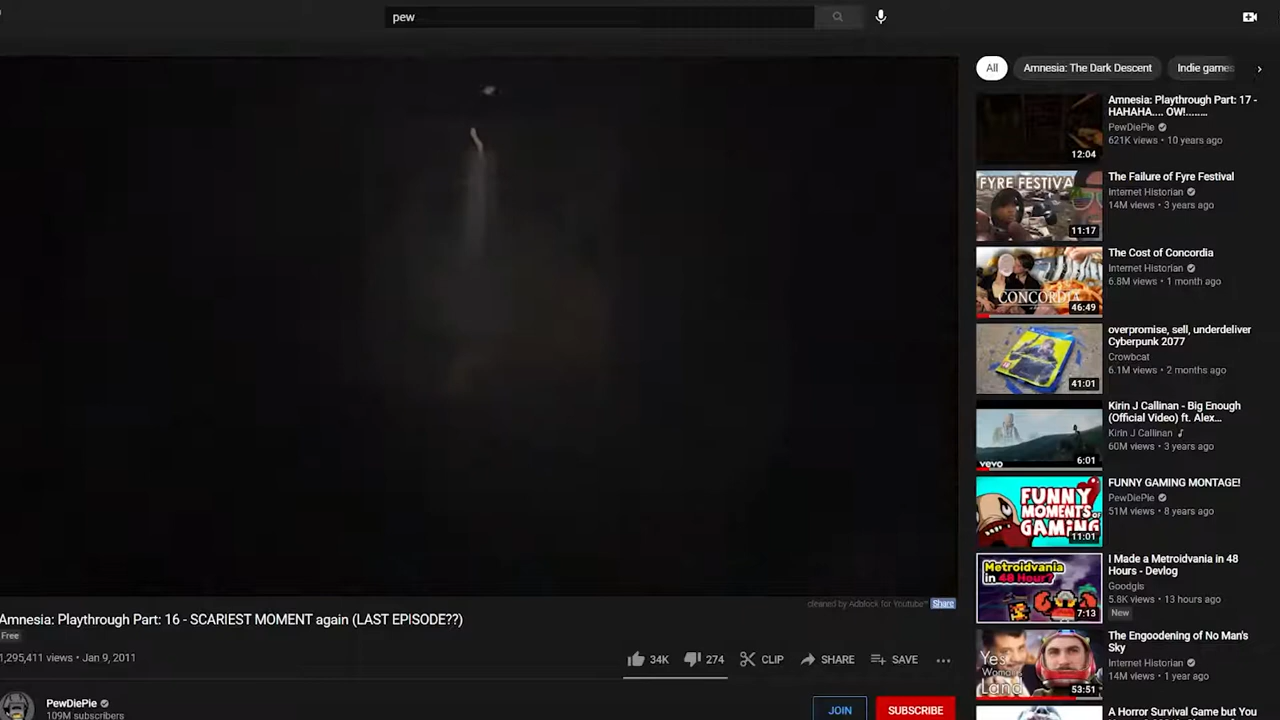 pew
All
Amnesia: The Dark Descent
Indie games
Amnesia: Playthrough Part: 17 -
HAHAHA.... OW!........
PewDiePie
621K views • 10 years ago
12:04
FYRE FESTIVA
The Failure of Fyre Festival
Internet Historian
14M views • 3 years ago
11:17
The Cost of Concordia
Internet Historian
6.8M views • 1 month ago
CONCORDIA
46:49
overpromise, sell, underdeliver
Cyberpunk 2077
Crowbcat
6.1M views • 2 months ago
41:01
Kirin J Callinan - Big Enough
(Official Video) ft. Alex...
Kirin J Callinan
60M views • 3 years ago
vevo
6:01
FUNNY GAMING MONTAGE!
PewDiePie
51M views • 8 years ago
FUNNY
MOMENTS OF
GAMING
11:01
I Made a Metroidvania in 48
Hours - Devlog
Goodgis
5.8K views • 13 hours ago
New
Metroidvania
in 48 Hour?
7:13
The Engoodening of No Man's
Sky
Internet Historian
14M views • 1 year ago
Yes
Woman's
Land
53:51
A Horror Survival Game but You
cleaned by Adblock for Youtube™
Share
Amnesia: Playthrough Part: 16 - SCARIEST MOMENT again (LAST EPISODE??)
Free
1,295,411 views • Jan 9, 2011
34K
274
CLIP
SHARE
SAVE
PewDiePie
109M subscribers
JOIN
SUBSCRIBE